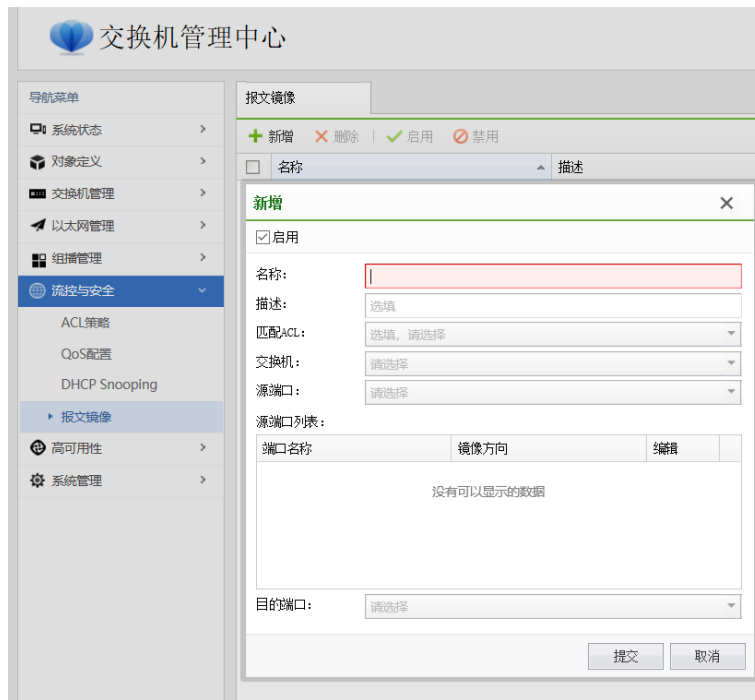 交换机管理中心
导航菜单
系统状态
对象定义
交换机管理
以太网管理
组播管理
流控与安全
ACL策略
QoS配置
DHCP Snooping
报文镜像
高可用性
系统管理
报文镜像
新增 删除 启用 禁用
名称 描述
新增
启用
名称:
描述: 选填
匹配ACL: 选填, 请选择
交换机: 请选择
源端口: 请选择
源端口列表:
端口名称 镜像方向 编辑
没有可以显示的数据
目的端口: 请选择
提交 取消